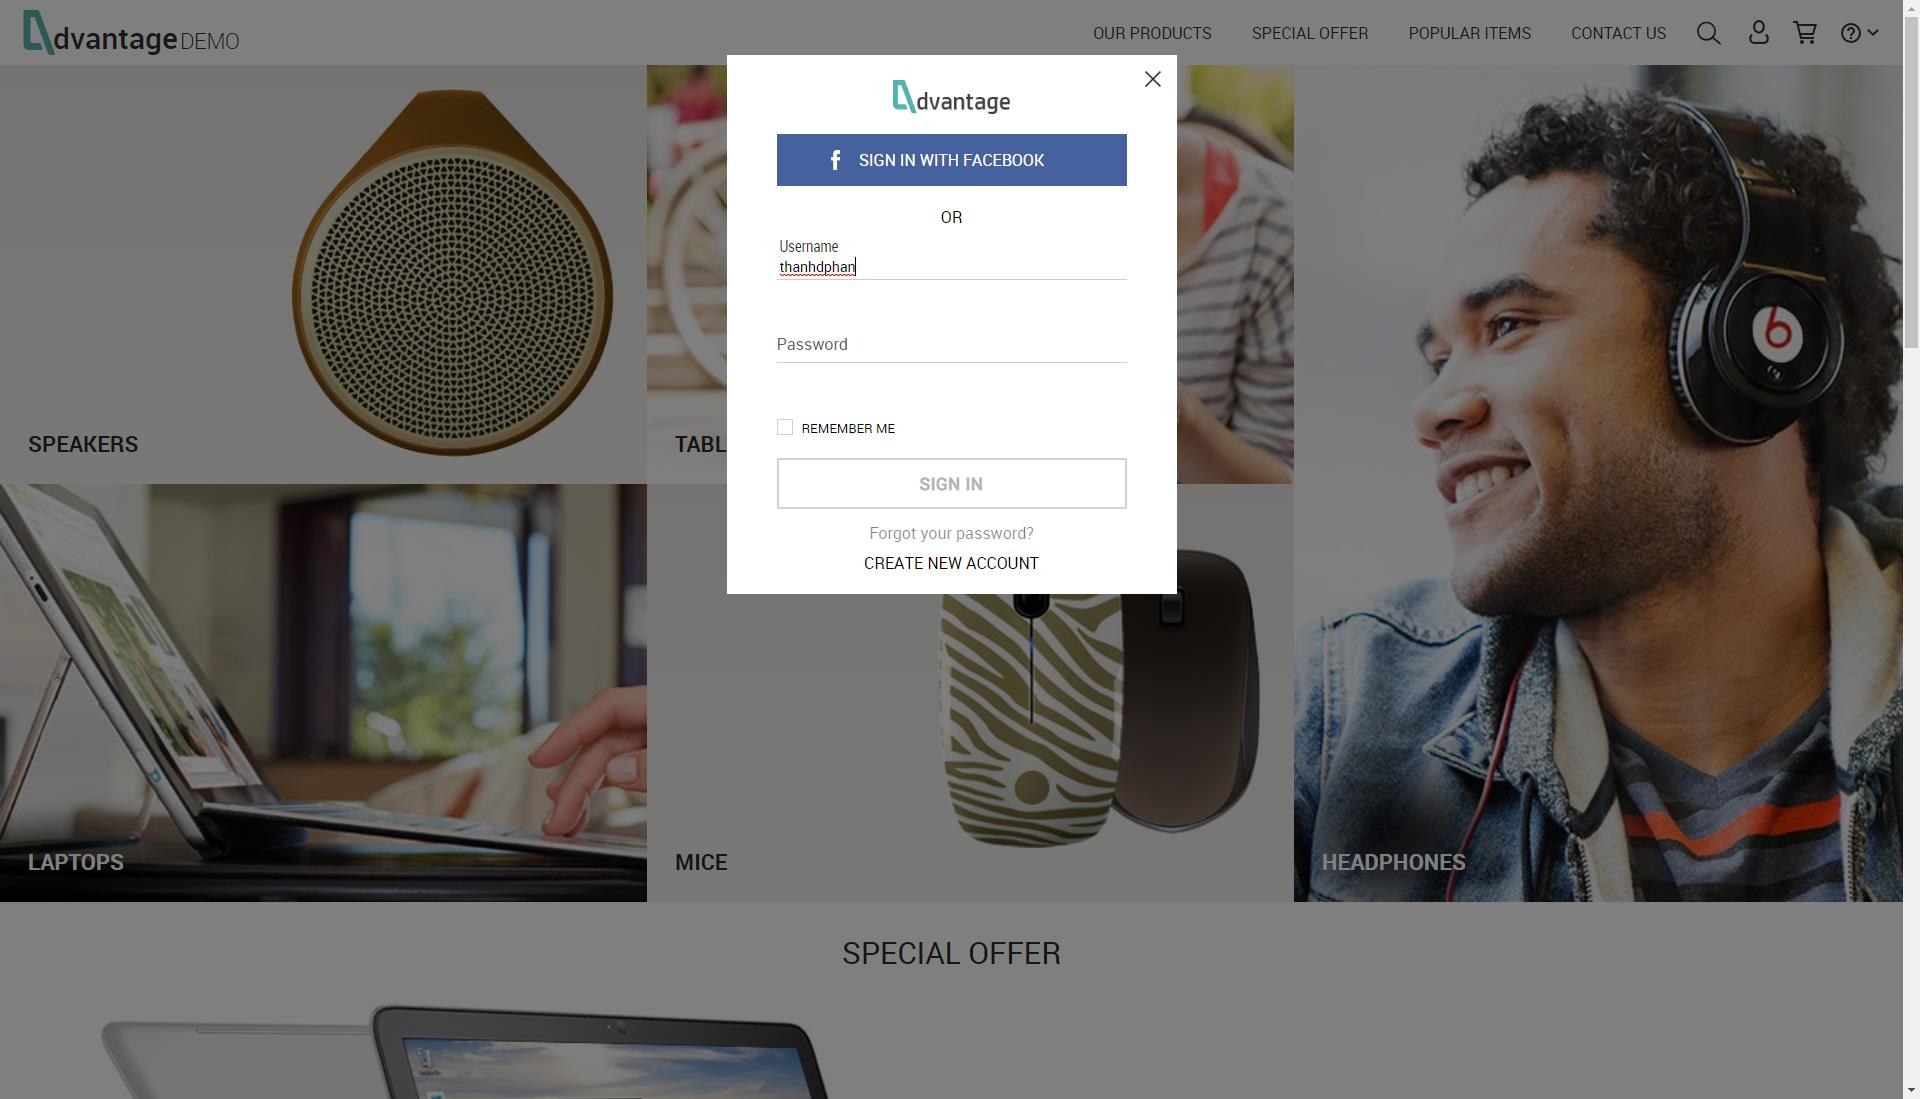 dvantage DEMO
OUR PRODUCTS SPECIAL OFFER POPULAR ITEMS CONTACT US
dvantage
SIGN IN WITH FACEBOOK
OR
Username
thanhdphan
Password
REMEMBER ME
SIGN IN
Forgot your password?
CREATE NEW ACCOUNT
SPEAKERS
TABL
LAPTOPS
MICE
HEADPHONES
SPECIAL OFFER